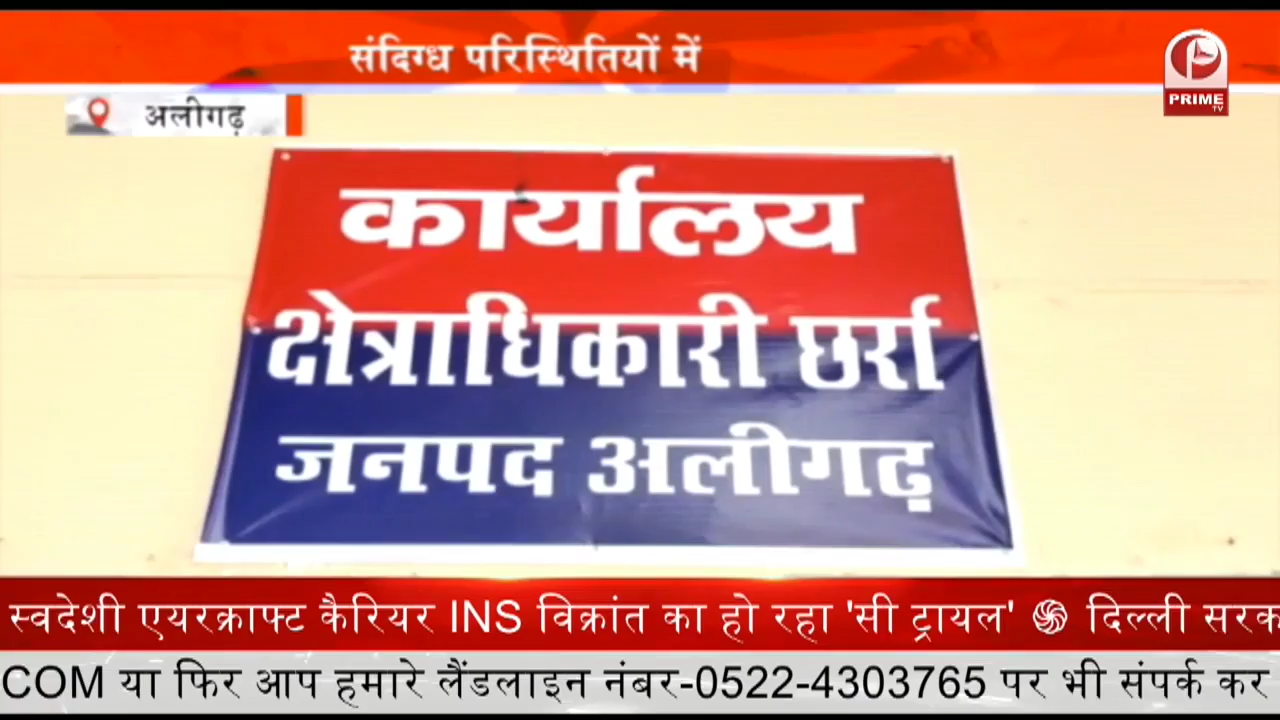 संदिग्ध परिस्थितियों में
PRIME
TV
अलीगढ़
कार्यालय
क्षेत्राधिकारी छर्रा
जनपद अलीगढ़
स्वदेशी एयरक्राफ्ट कैरियर INS विक्रांत का हो रहा 'सी ट्रायल' दिल्ली सरक
COM या फिर आप हमारे लैंडलाइन नंबर-0522-4303765 पर भी संपर्क कर